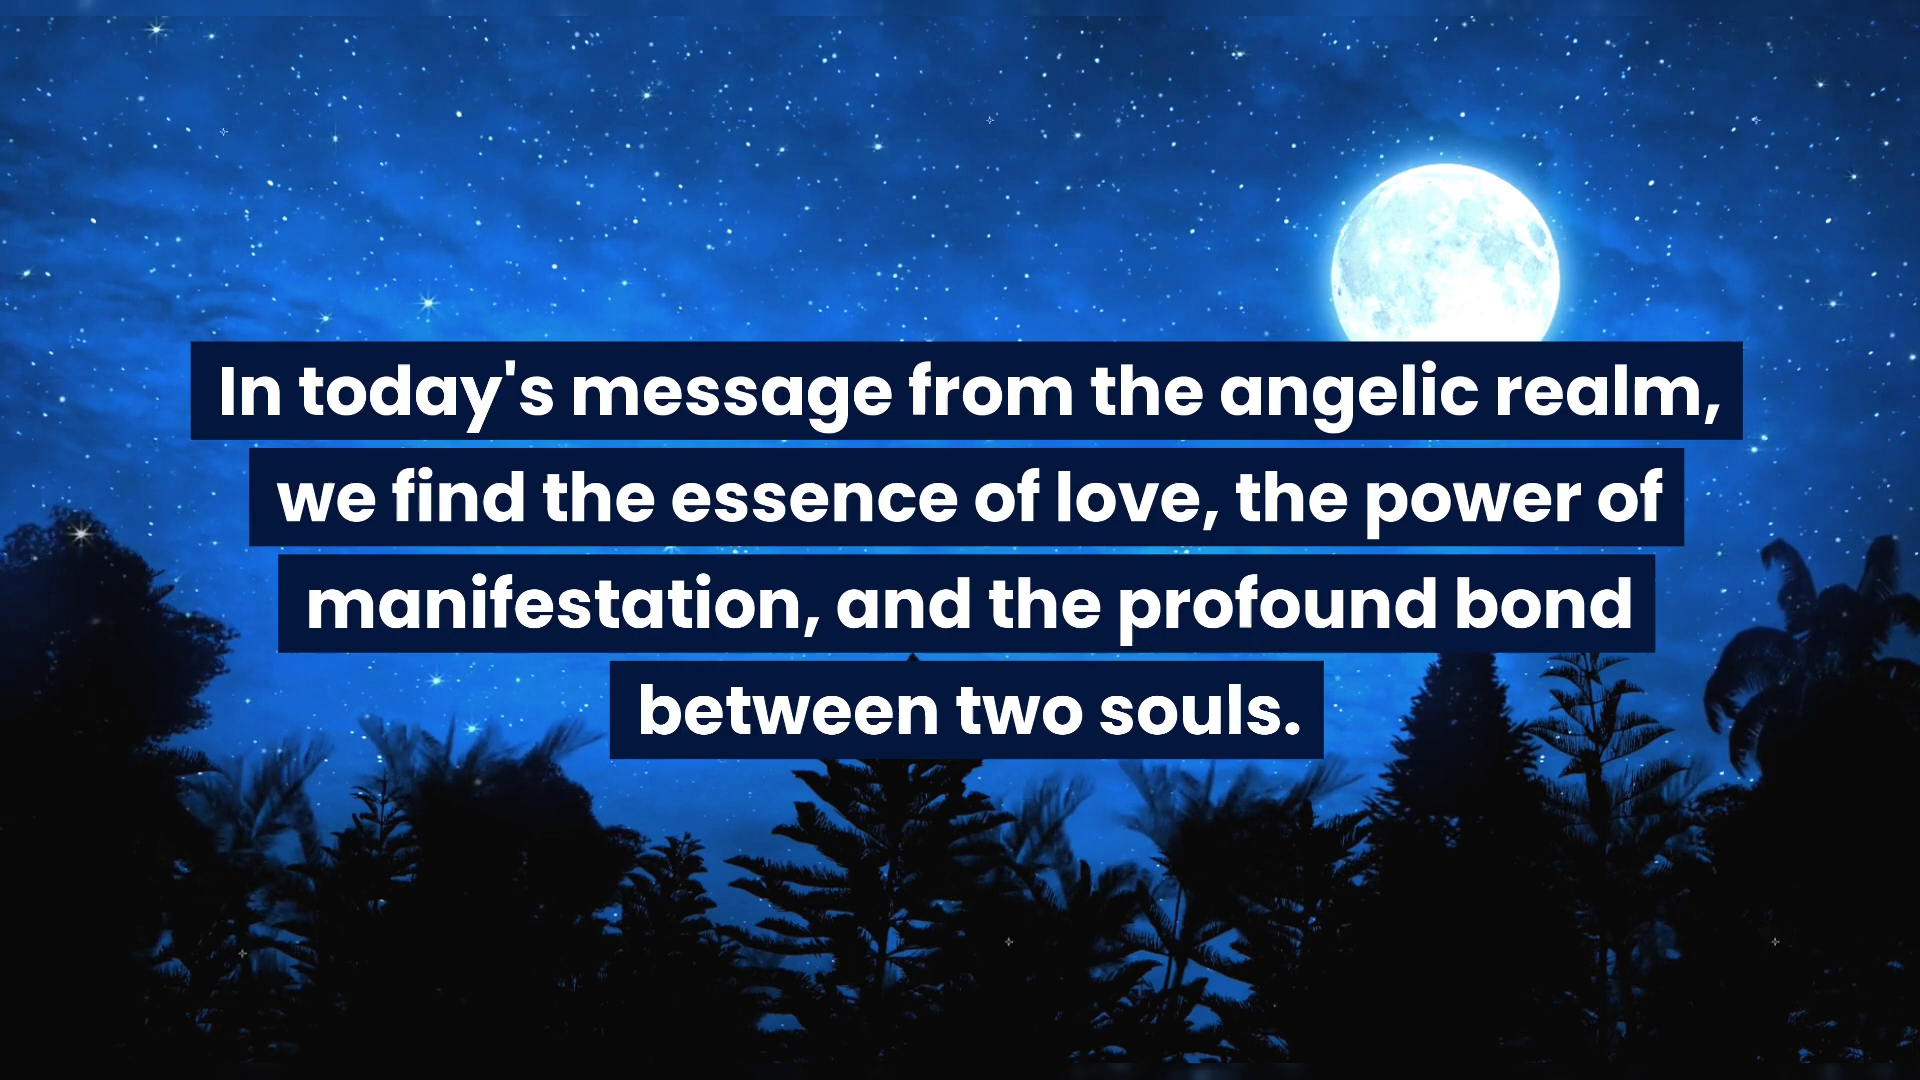 In today's message from the angelic realm,
we find the essence of love, the power of
manifestation, and the profound bond
between two souls.